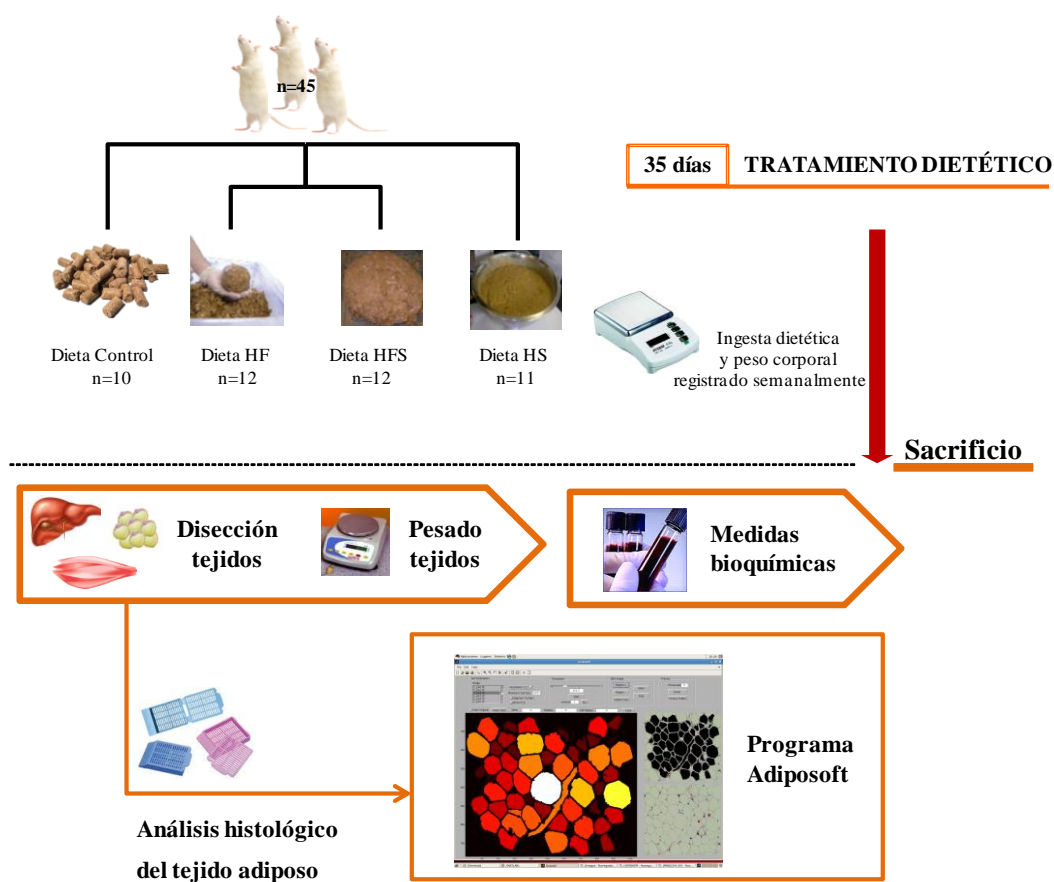 n=45
35 días
TRATAMIENTO DIETÉTICO
Dieta Control
n=10
Dieta HF
n=12
Dieta HFS
n=12
Dieta HS
n=11
Ingesta dietética
y peso corporal
registrado semanalmente
Sacrificio
Disección
tejidos
Pesado
tejidos
Medidas
bioquímicas
Programa
Adiposoft
Análisis histológico
del tejido adiposo